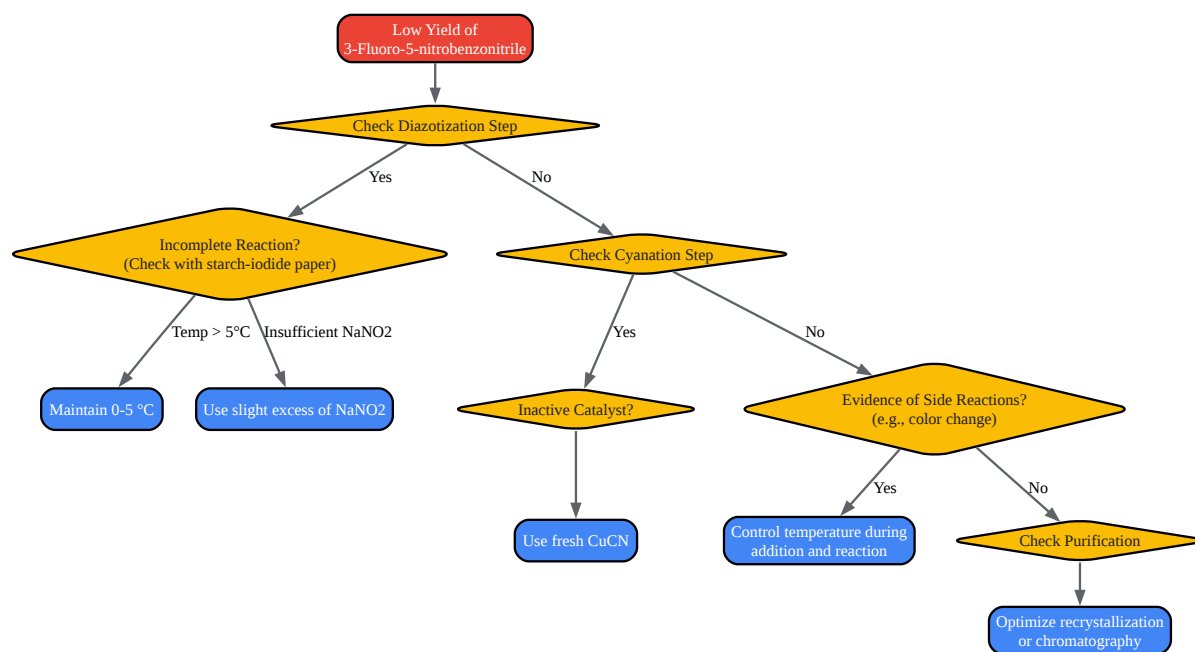 Low Yield of
3-Fluoro-5-nitrobenzonitrile
Check Diazotization Step
Yes
No
Incomplete Reaction?
(Check with starch-iodide paper)
Check Cyanation Step
Temp > 5°C
Insufficient NaNO2
Yes
No
Maintain 0-5 °C
Use slight excess of NaNO2
Inactive Catalyst?
Evidence of Side Reactions?
(e.g., color change)
Yes
No
Use fresh CuCN
Control temperature during
addition and reaction
Check Purification
Optimize recrystallization
or chromatography